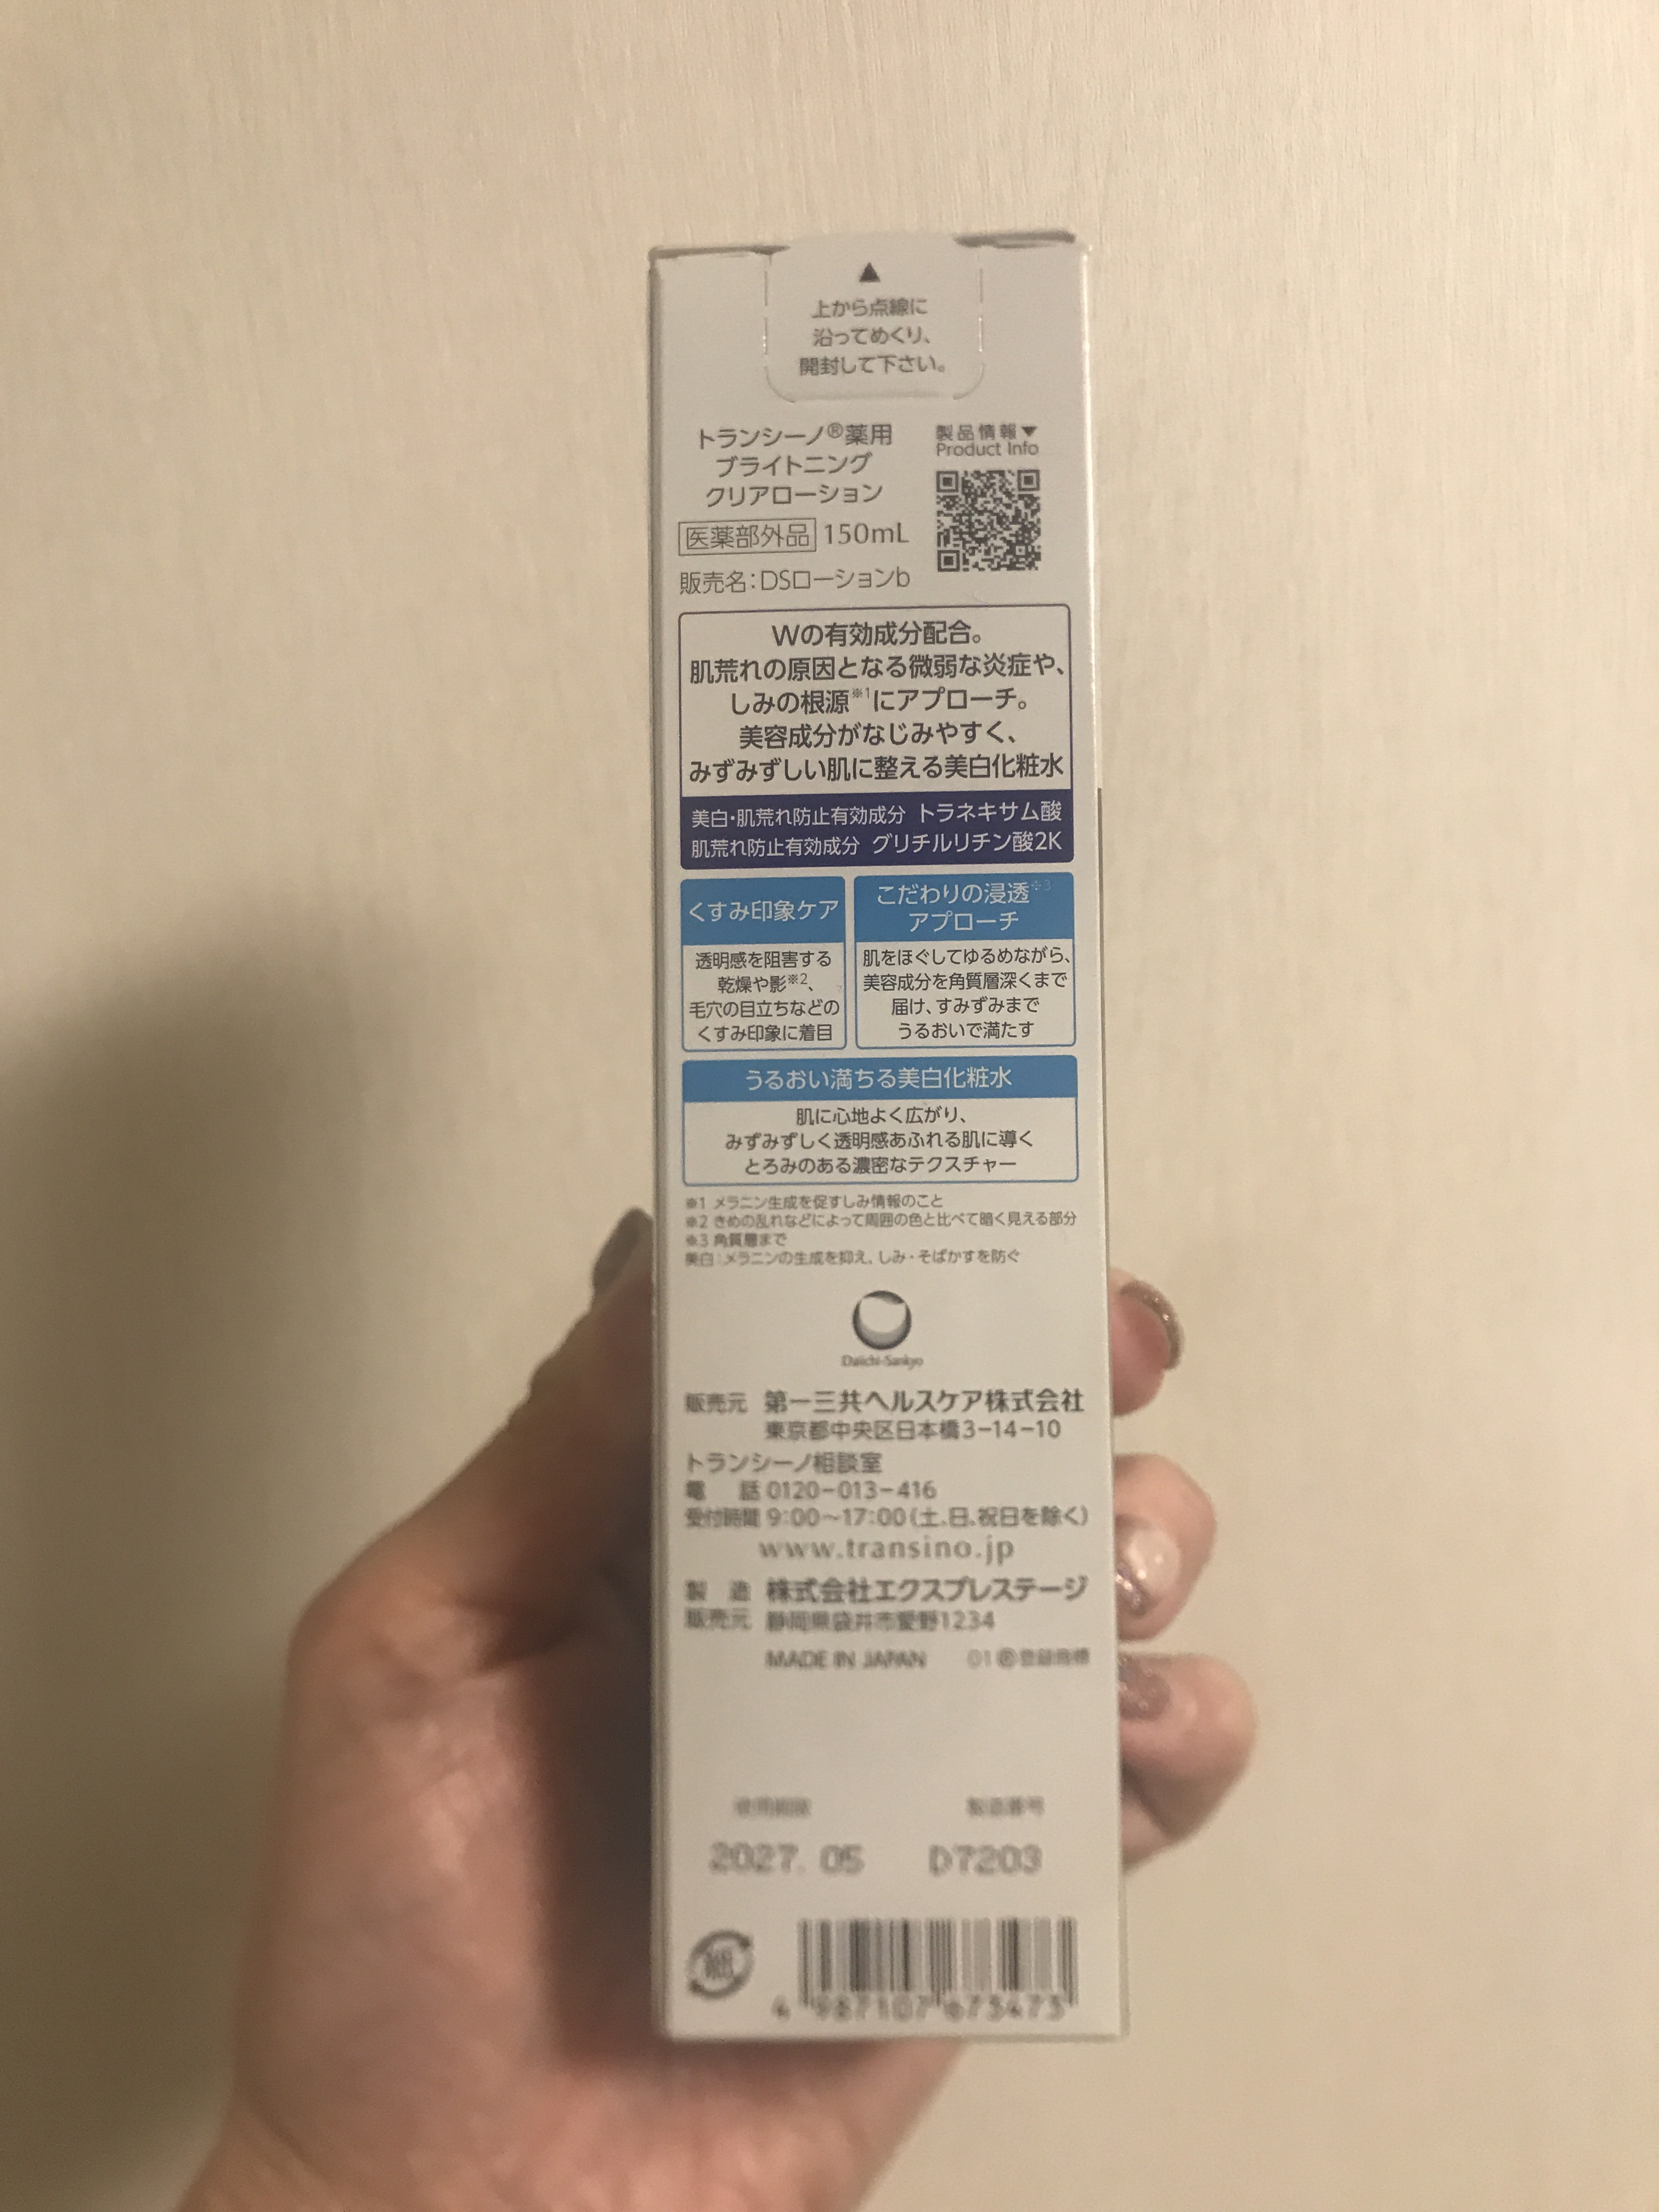 ▲
上から点線に
沿ってめくり、
開封して下さい。
トランシーノ®薬用
ブライトニング
クリアローション
医薬部外品 150mL
販売名：DSローションb
製品情報▼
Product Info
Wの有効成分配合。
肌荒れの原因となる微弱な炎症や、
しみの根源※1にアプローチ。
美容成分がなじみやすく、
みずみずしい肌に整える美白化粧水
美白・肌荒れ防止有効成分 トラネキサム酸
肌荒れ防止有効成分 グリチルリチン酸2K
くすみ印象ケア
透明感を阻害する
乾燥や影※2、
毛穴の目立ちなどの
くすみ印象に着目
こだわりの浸透※3
アプローチ
肌をほぐしてゆるめながら、
美容成分を角質層深くまで
届け、すみずみまで
うるおいで満たす
うるおい満ちる美白化粧水
肌に心地よく広がり、
みずみずしく透明感あふれる肌に導く
とろみのある濃密なテクスチャー
※1 メラニン生成を促すしみ情報のこと
※2 きめの乱れなどによって周囲の色と比べて暗く見える部分
※3 角質層まで
美白：メラニンの生成を抑え、しみ・そばかすを防ぐ
Daiichi-Sankyo
販売元 第一三共ヘルスケア株式会社
東京都中央区日本橋3-14-10
トランシーノ相談室
電 話 0120-013-416
受付時間 9:00〜17:00（土、日、祝日を除く）
www.transino.jp
製 造 株式会社エクスプレステージ
販売元 静岡県袋井市愛野1234
MADE IN JAPAN 01 ®登録商標
使用期限 製造番号
2027. 05 D7203
4 987107 673473